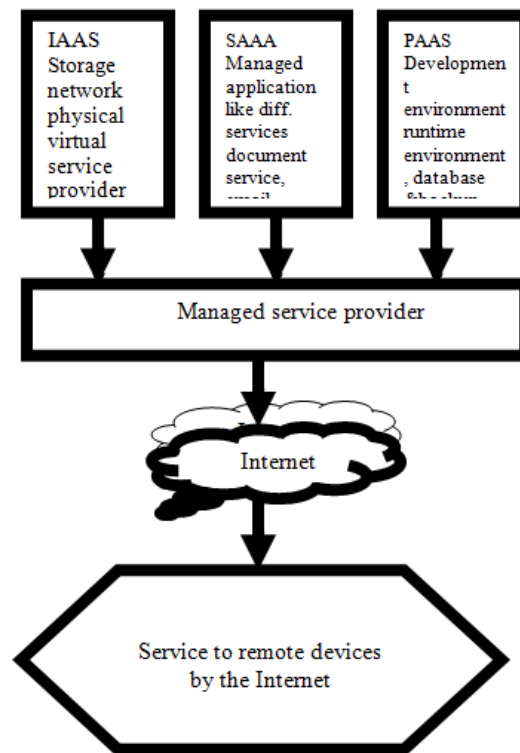 IAAS
Storage
network
physical
virtual
service
provider
SAAA
Managed
application
like diff.
services
document
service,
PAAS
Developmen
t
environment
runtime
environment
, database
Managed service provider
Internet
Service to remote devices
by the Internet